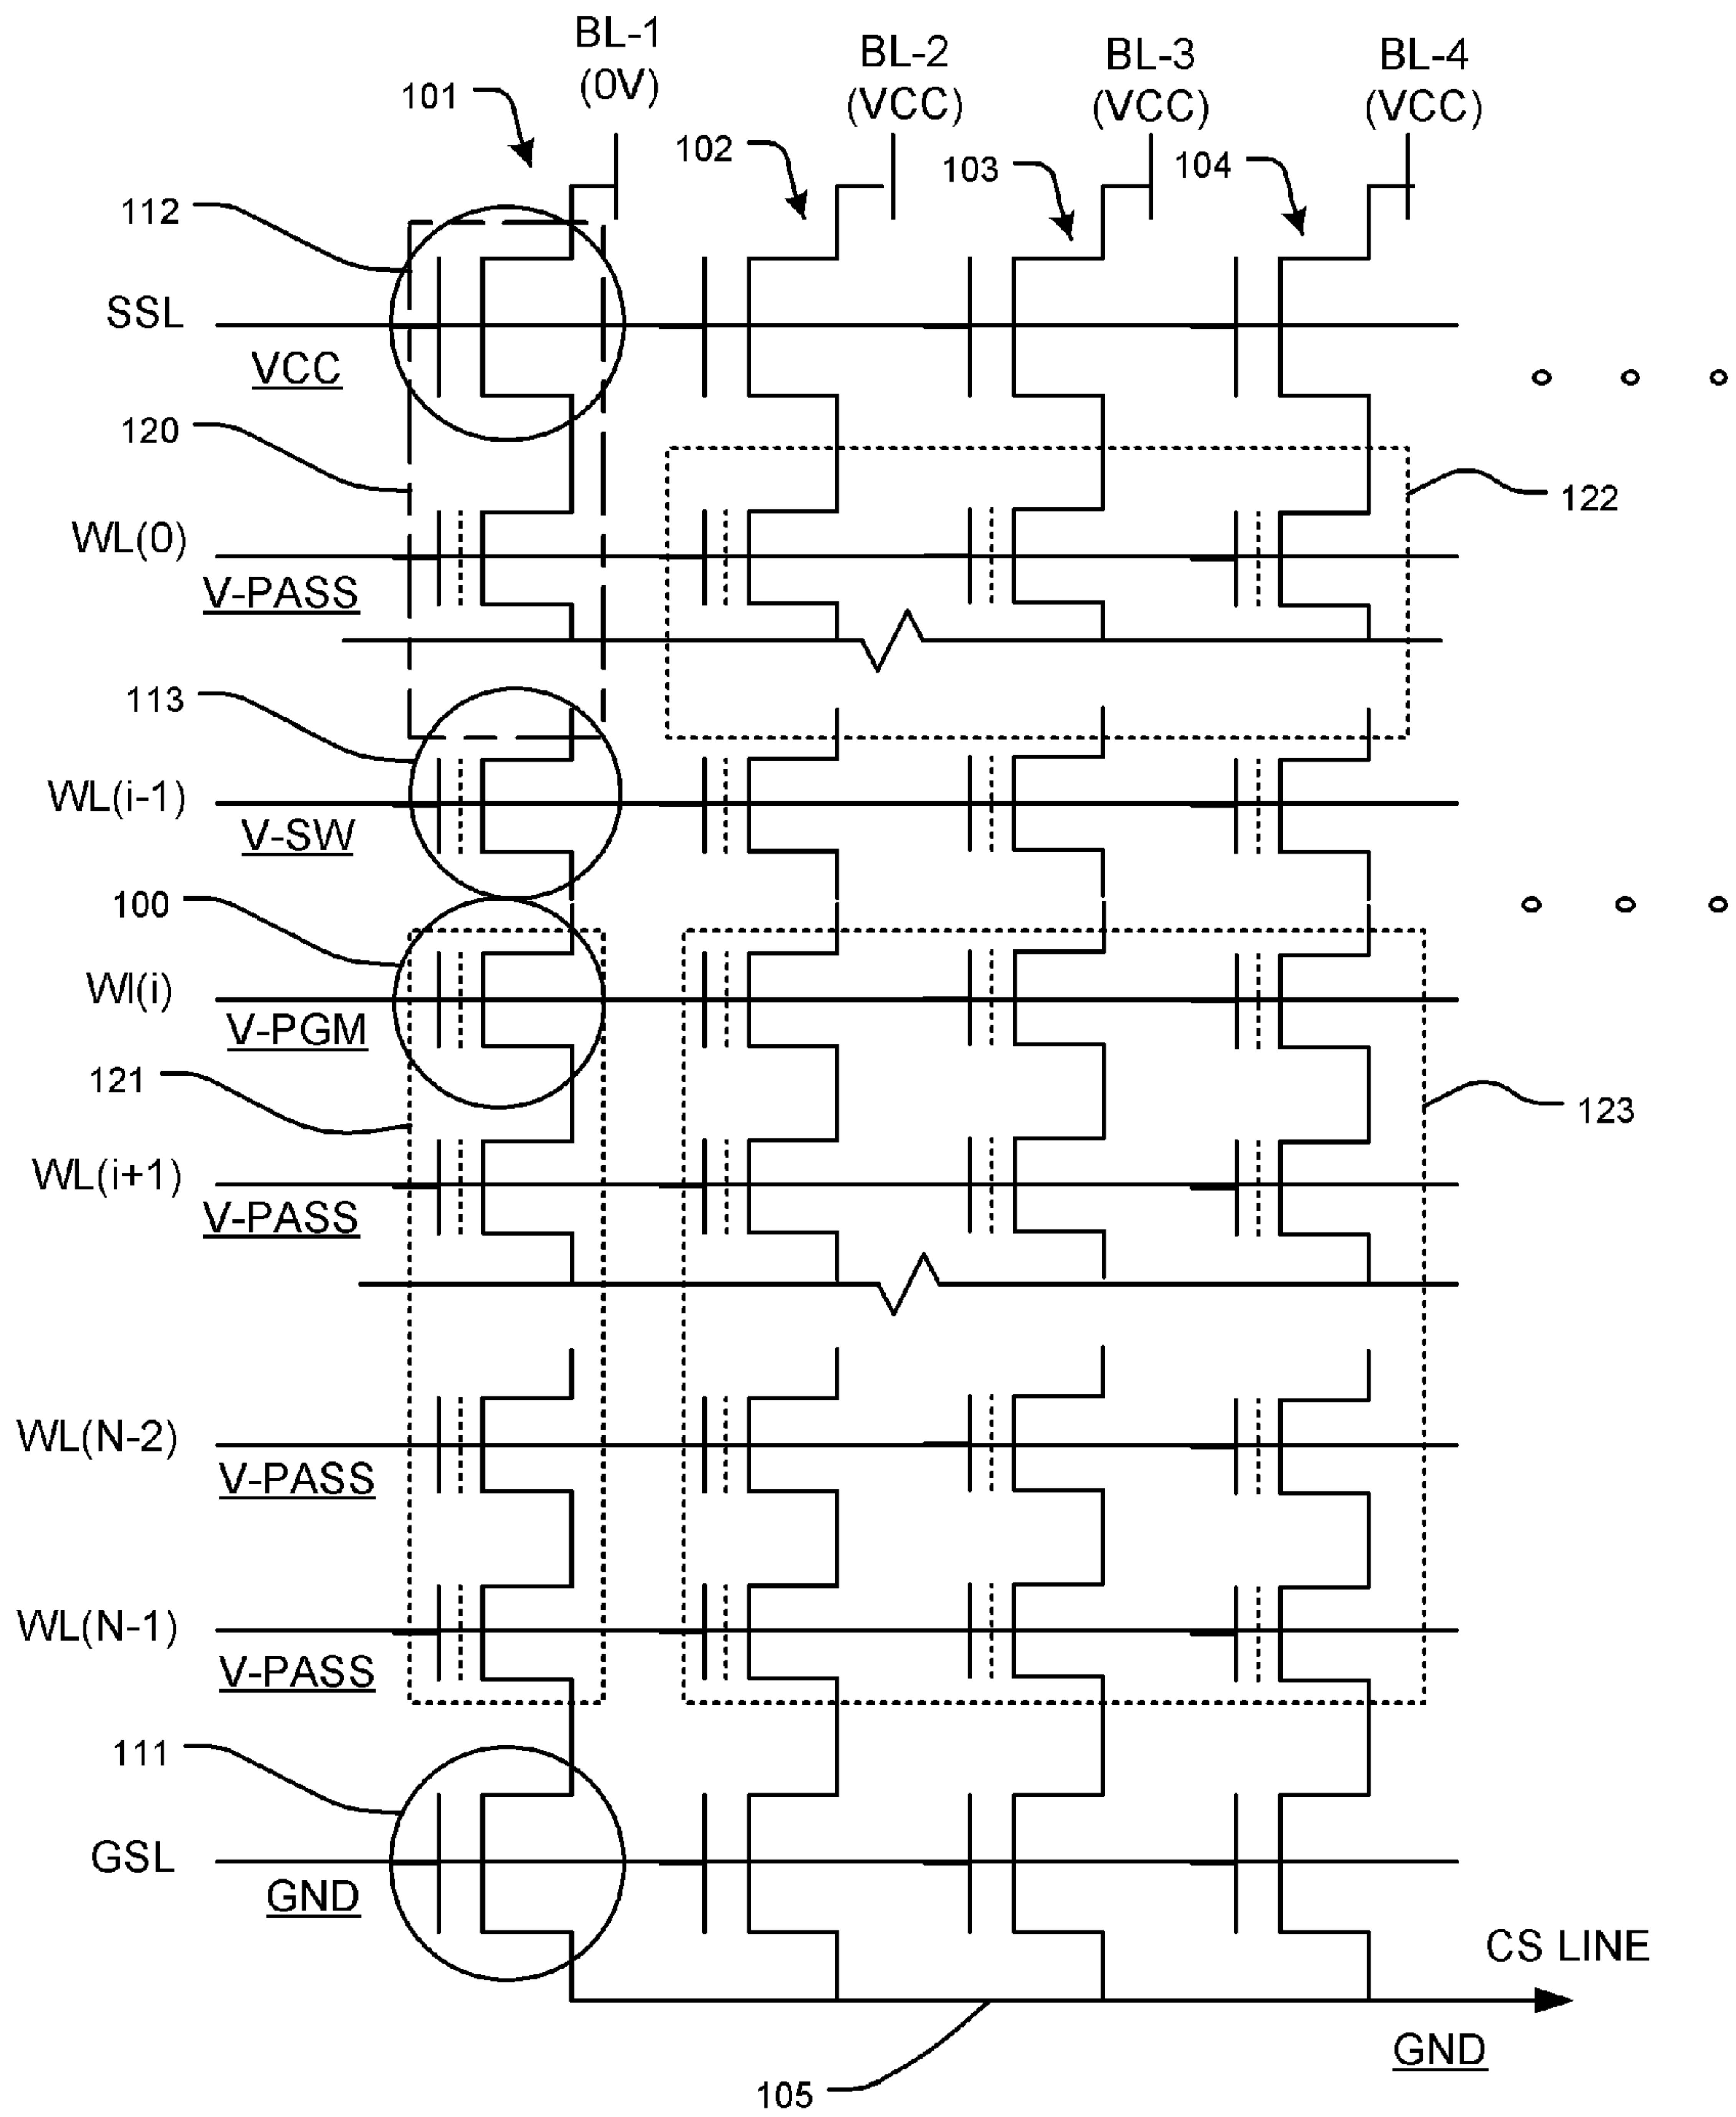 BL-1
(0V)
BL-2
(VCC)
BL-3
(VCC)
BL-4
(VCC)
101
102
103
104
112
SSL
VCC
120
122
WL(0)
V-PASS
113
WL(i-1)
V-SW
100
Wl(i)
V-PGM
121
123
WL(i+1)
V-PASS
WL(N-2)
V-PASS
WL(N-1)
V-PASS
111
GSL
GND
CS LINE
GND
105